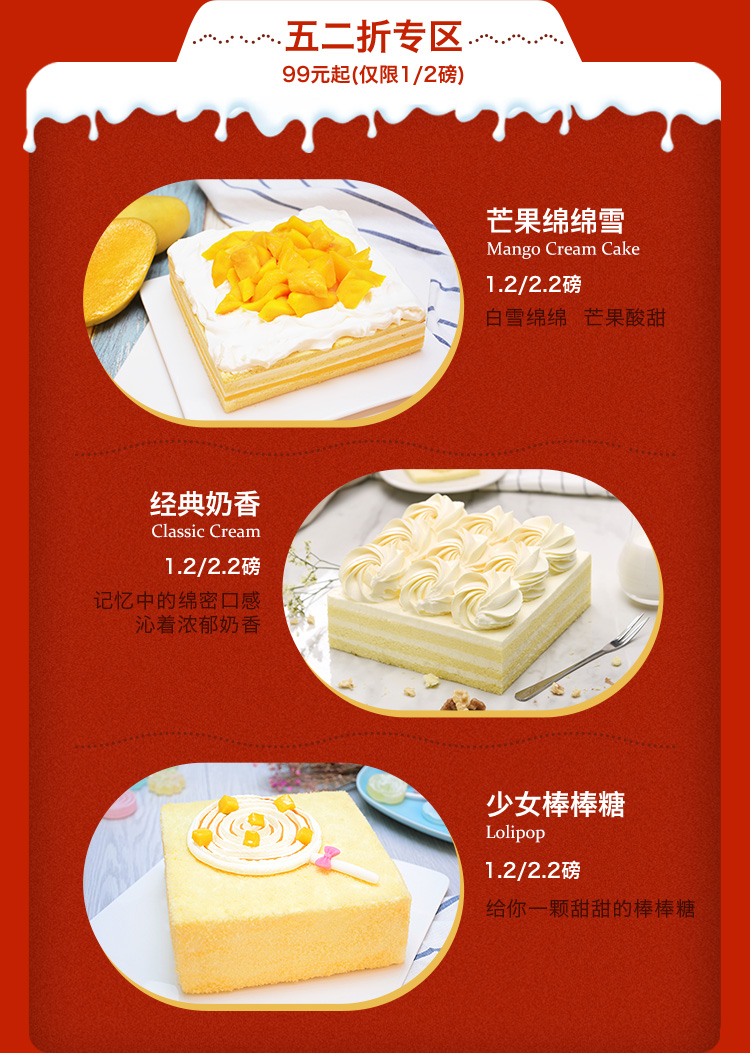 五二折专区
99元起(仅限1/2磅)
芒果绵绵雪
Mango Cream Cake
1.2/2.2磅
白雪绵绵 芒果酸甜
经典奶香
Classic Cream
1.2/2.2磅
记忆中的绵密口感
沁着浓郁奶香
少女棒棒糖
Lolipop
1.2/2.2磅
给你一颗甜甜的棒棒糖